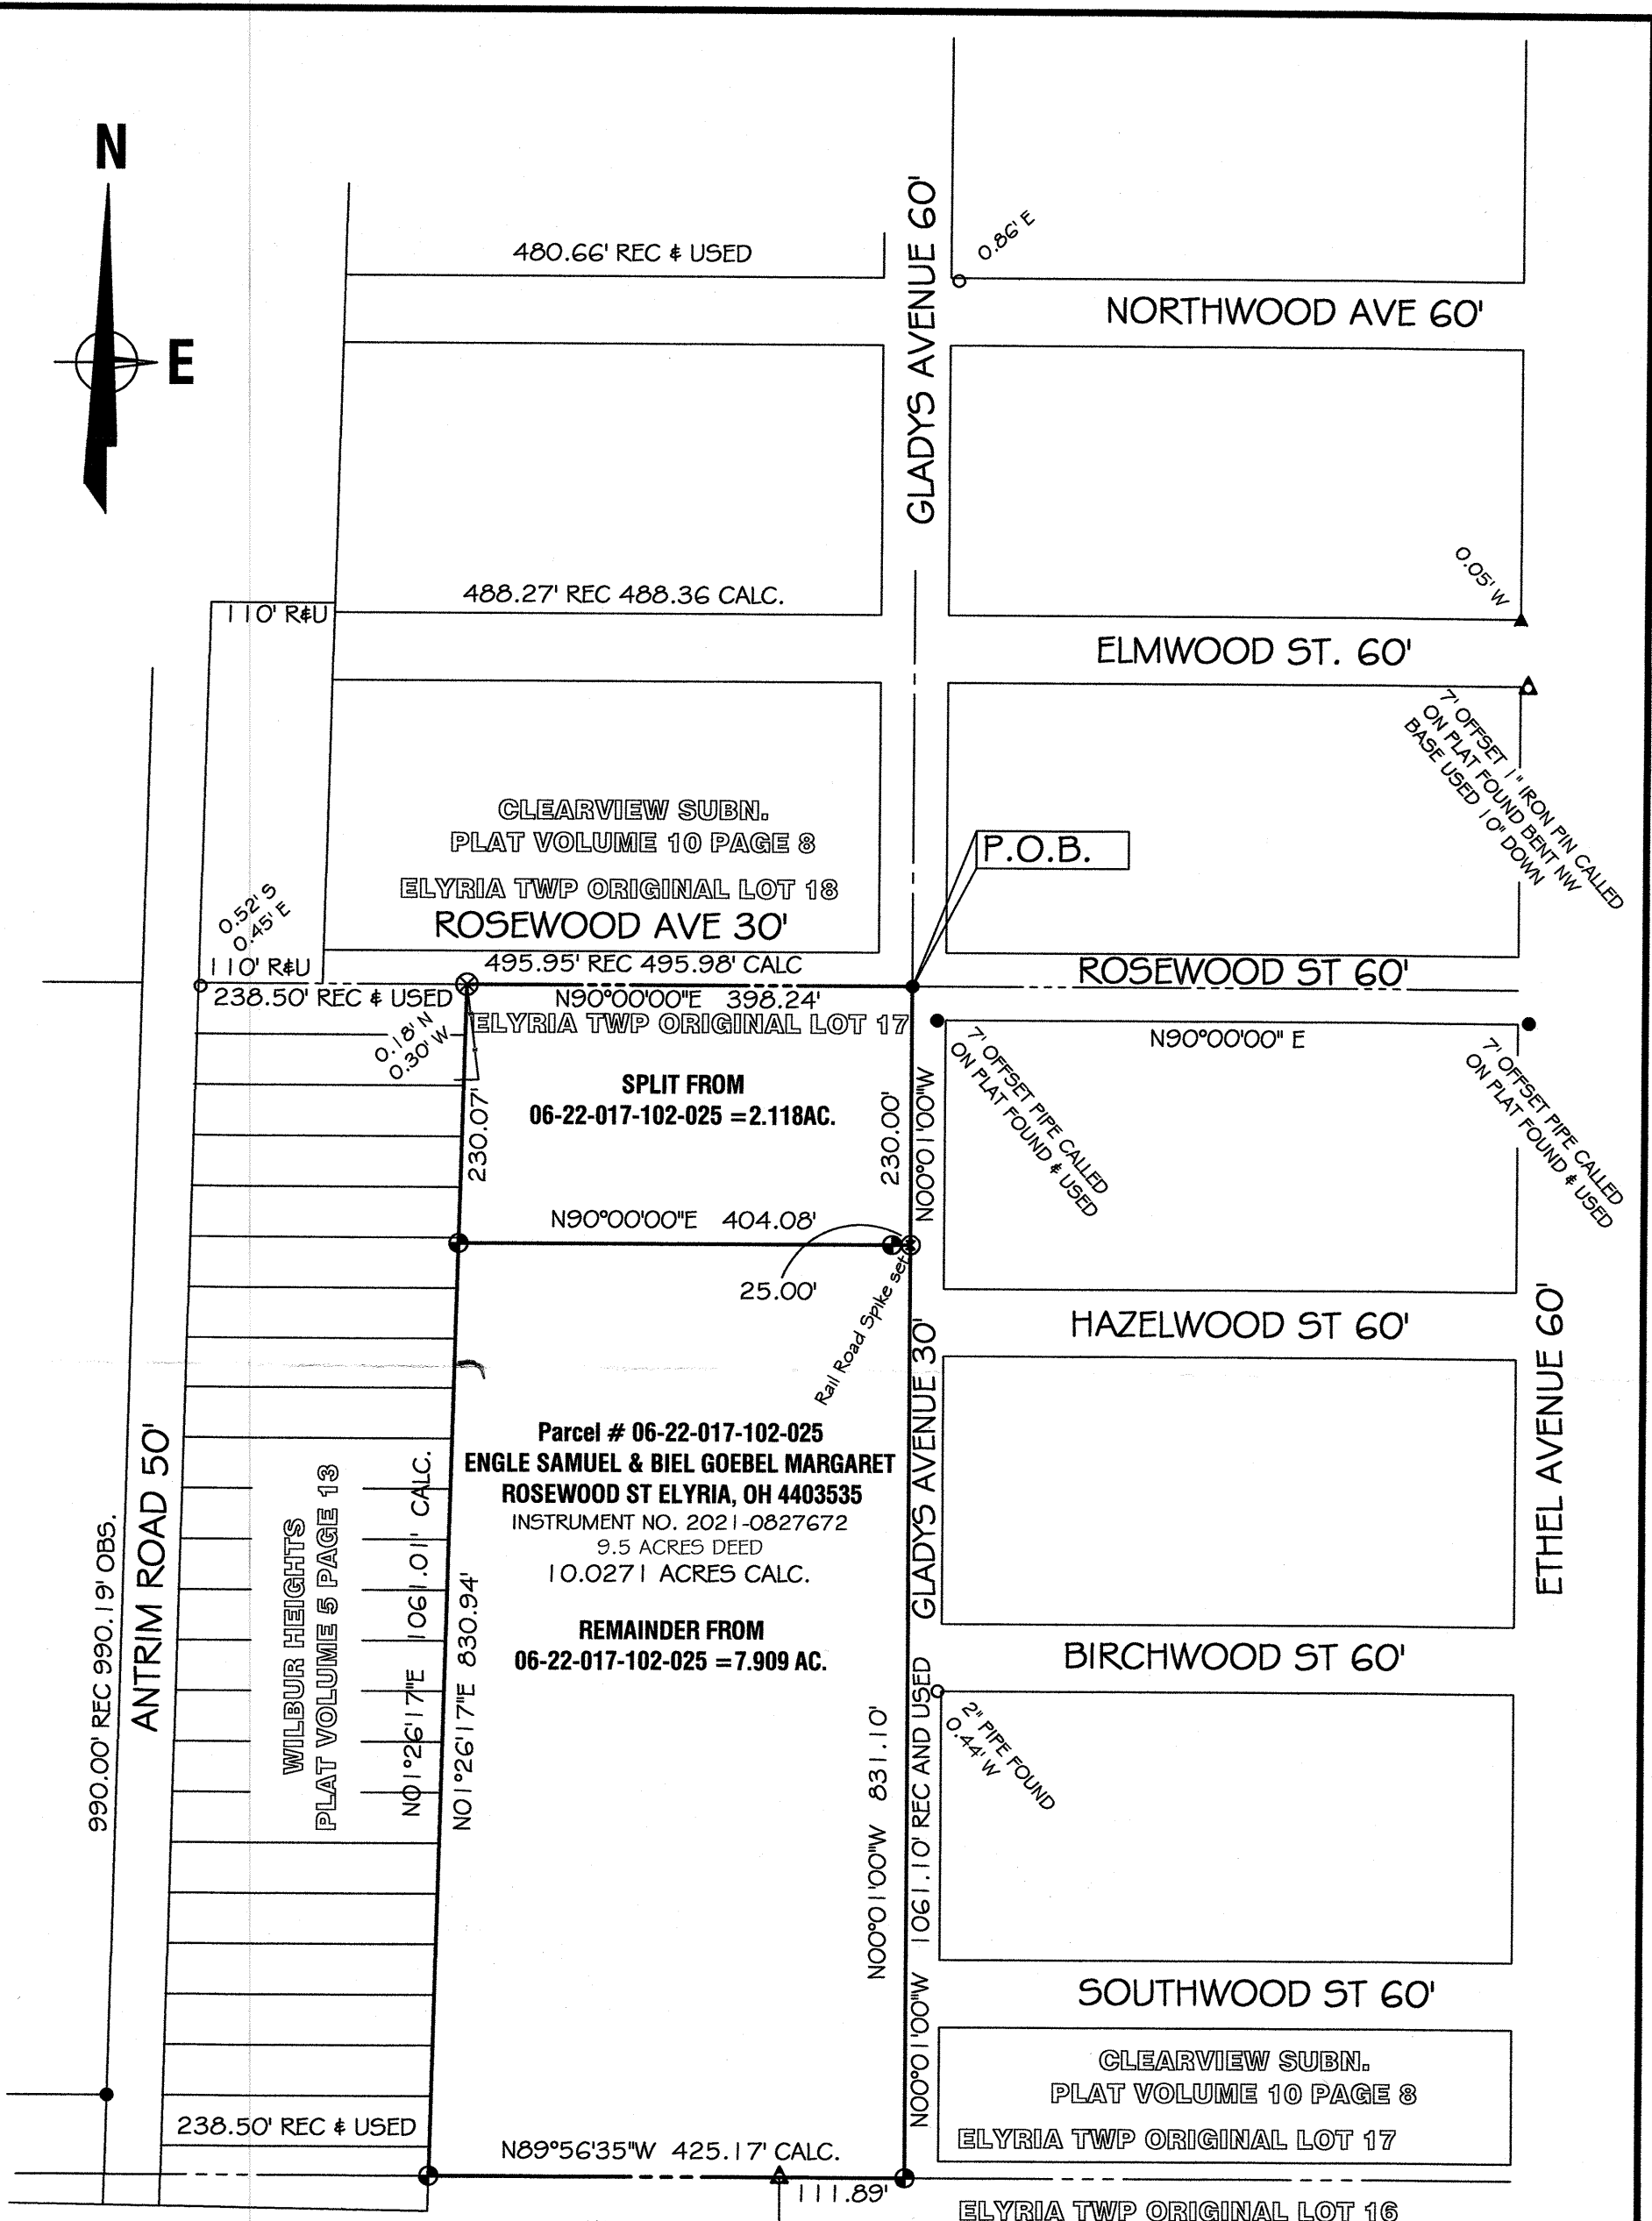 N
E
480.66' REC & USED
GLADYS AVENUE 60'
0.86' E
NORTHWOOD AVE 60'
488.27' REC 488.36 CALC.
110' R&U
0.05' W
ELMWOOD ST. 60'
7' OFFSET 1" IRON PIN CALLED
ON PLAT FOUND BENT NW
BASE USED 10" DOWN
CLEARVIEW SUBN.
PLAT VOLUME 10 PAGE 8
ELYRIA TWP ORIGINAL LOT 18
ROSEWOOD AVE 30'
P.O.B.
0.52' S
0.45' E
110' R&U
495.95' REC 495.98' CALC
ROSEWOOD ST 60'
238.50' REC & USED
N90°00'00"E 398.24'
ELYRIA TWP ORIGINAL LOT 17
0.18' N
0.30' W
N90°00'00" E
7' OFFSET PIPE CALLED
ON PLAT FOUND & USED
7' OFFSET PIPE CALLED
ON PLAT FOUND & USED
SPLIT FROM
06-22-017-102-025 =2.118AC.
230.07'
230.00'
N00°01'00"W
N90°00'00"E 404.08'
25.00'
Rail Road Spike set
HAZELWOOD ST 60'
GLADYS AVENUE 30'
ETHEL AVENUE 60'
Parcel # 06-22-017-102-025
ENGLE SAMUEL & BIEL GOEBEL MARGARET
ROSEWOOD ST ELYRIA, OH 4403535
INSTRUMENT NO. 2021-0827672
9.5 ACRES DEED
10.0271 ACRES CALC.
REMAINDER FROM
06-22-017-102-025 =7.909 AC.
990.00' REC 990.19' OBS.
ANTRIM ROAD 50'
WILBUR HEIGHTS
PLAT VOLUME 5 PAGE 13
N01°26'17"E 1061.01' CALC.
N01°26'17"E 830.94'
BIRCHWOOD ST 60'
2" PIPE FOUND
0.44' W
N00°01'00"W 831.10'
N00°01'00"W 1061.10' REC AND USED
SOUTHWOOD ST 60'
CLEARVIEW SUBN.
PLAT VOLUME 10 PAGE 8
ELYRIA TWP ORIGINAL LOT 17
238.50' REC & USED
N89°56'35"W 425.17' CALC.
111.89'
ELYRIA TWP ORIGINAL LOT 16